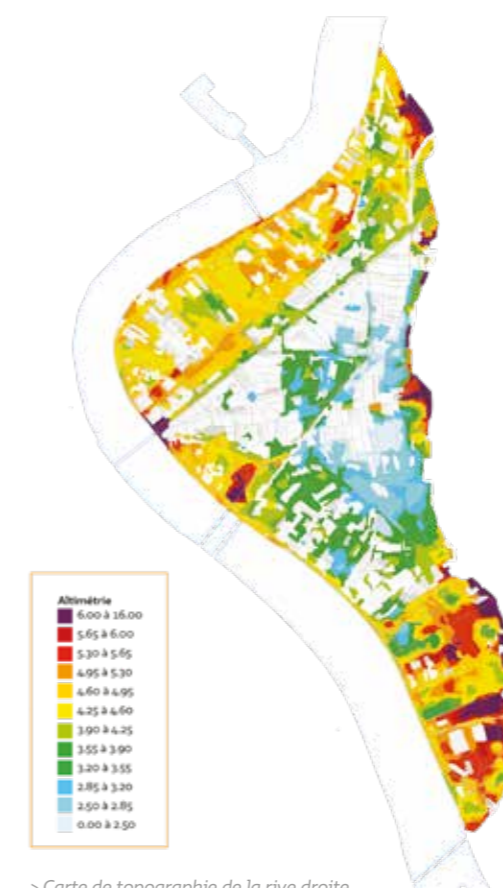 Altimétrie
6.00 à 16.00
5.65 à 6.00
5.30 à 5.65
4.95 à 5.30
4.60 à 4.95
4.25 à 4.60
3.90 à 4.25
3.55 à 3.90
3.20 à 3.55
2.85 à 3.20
2.50 à 2.85
0.00 à 2.50
> Carte de topographie de la rive droite